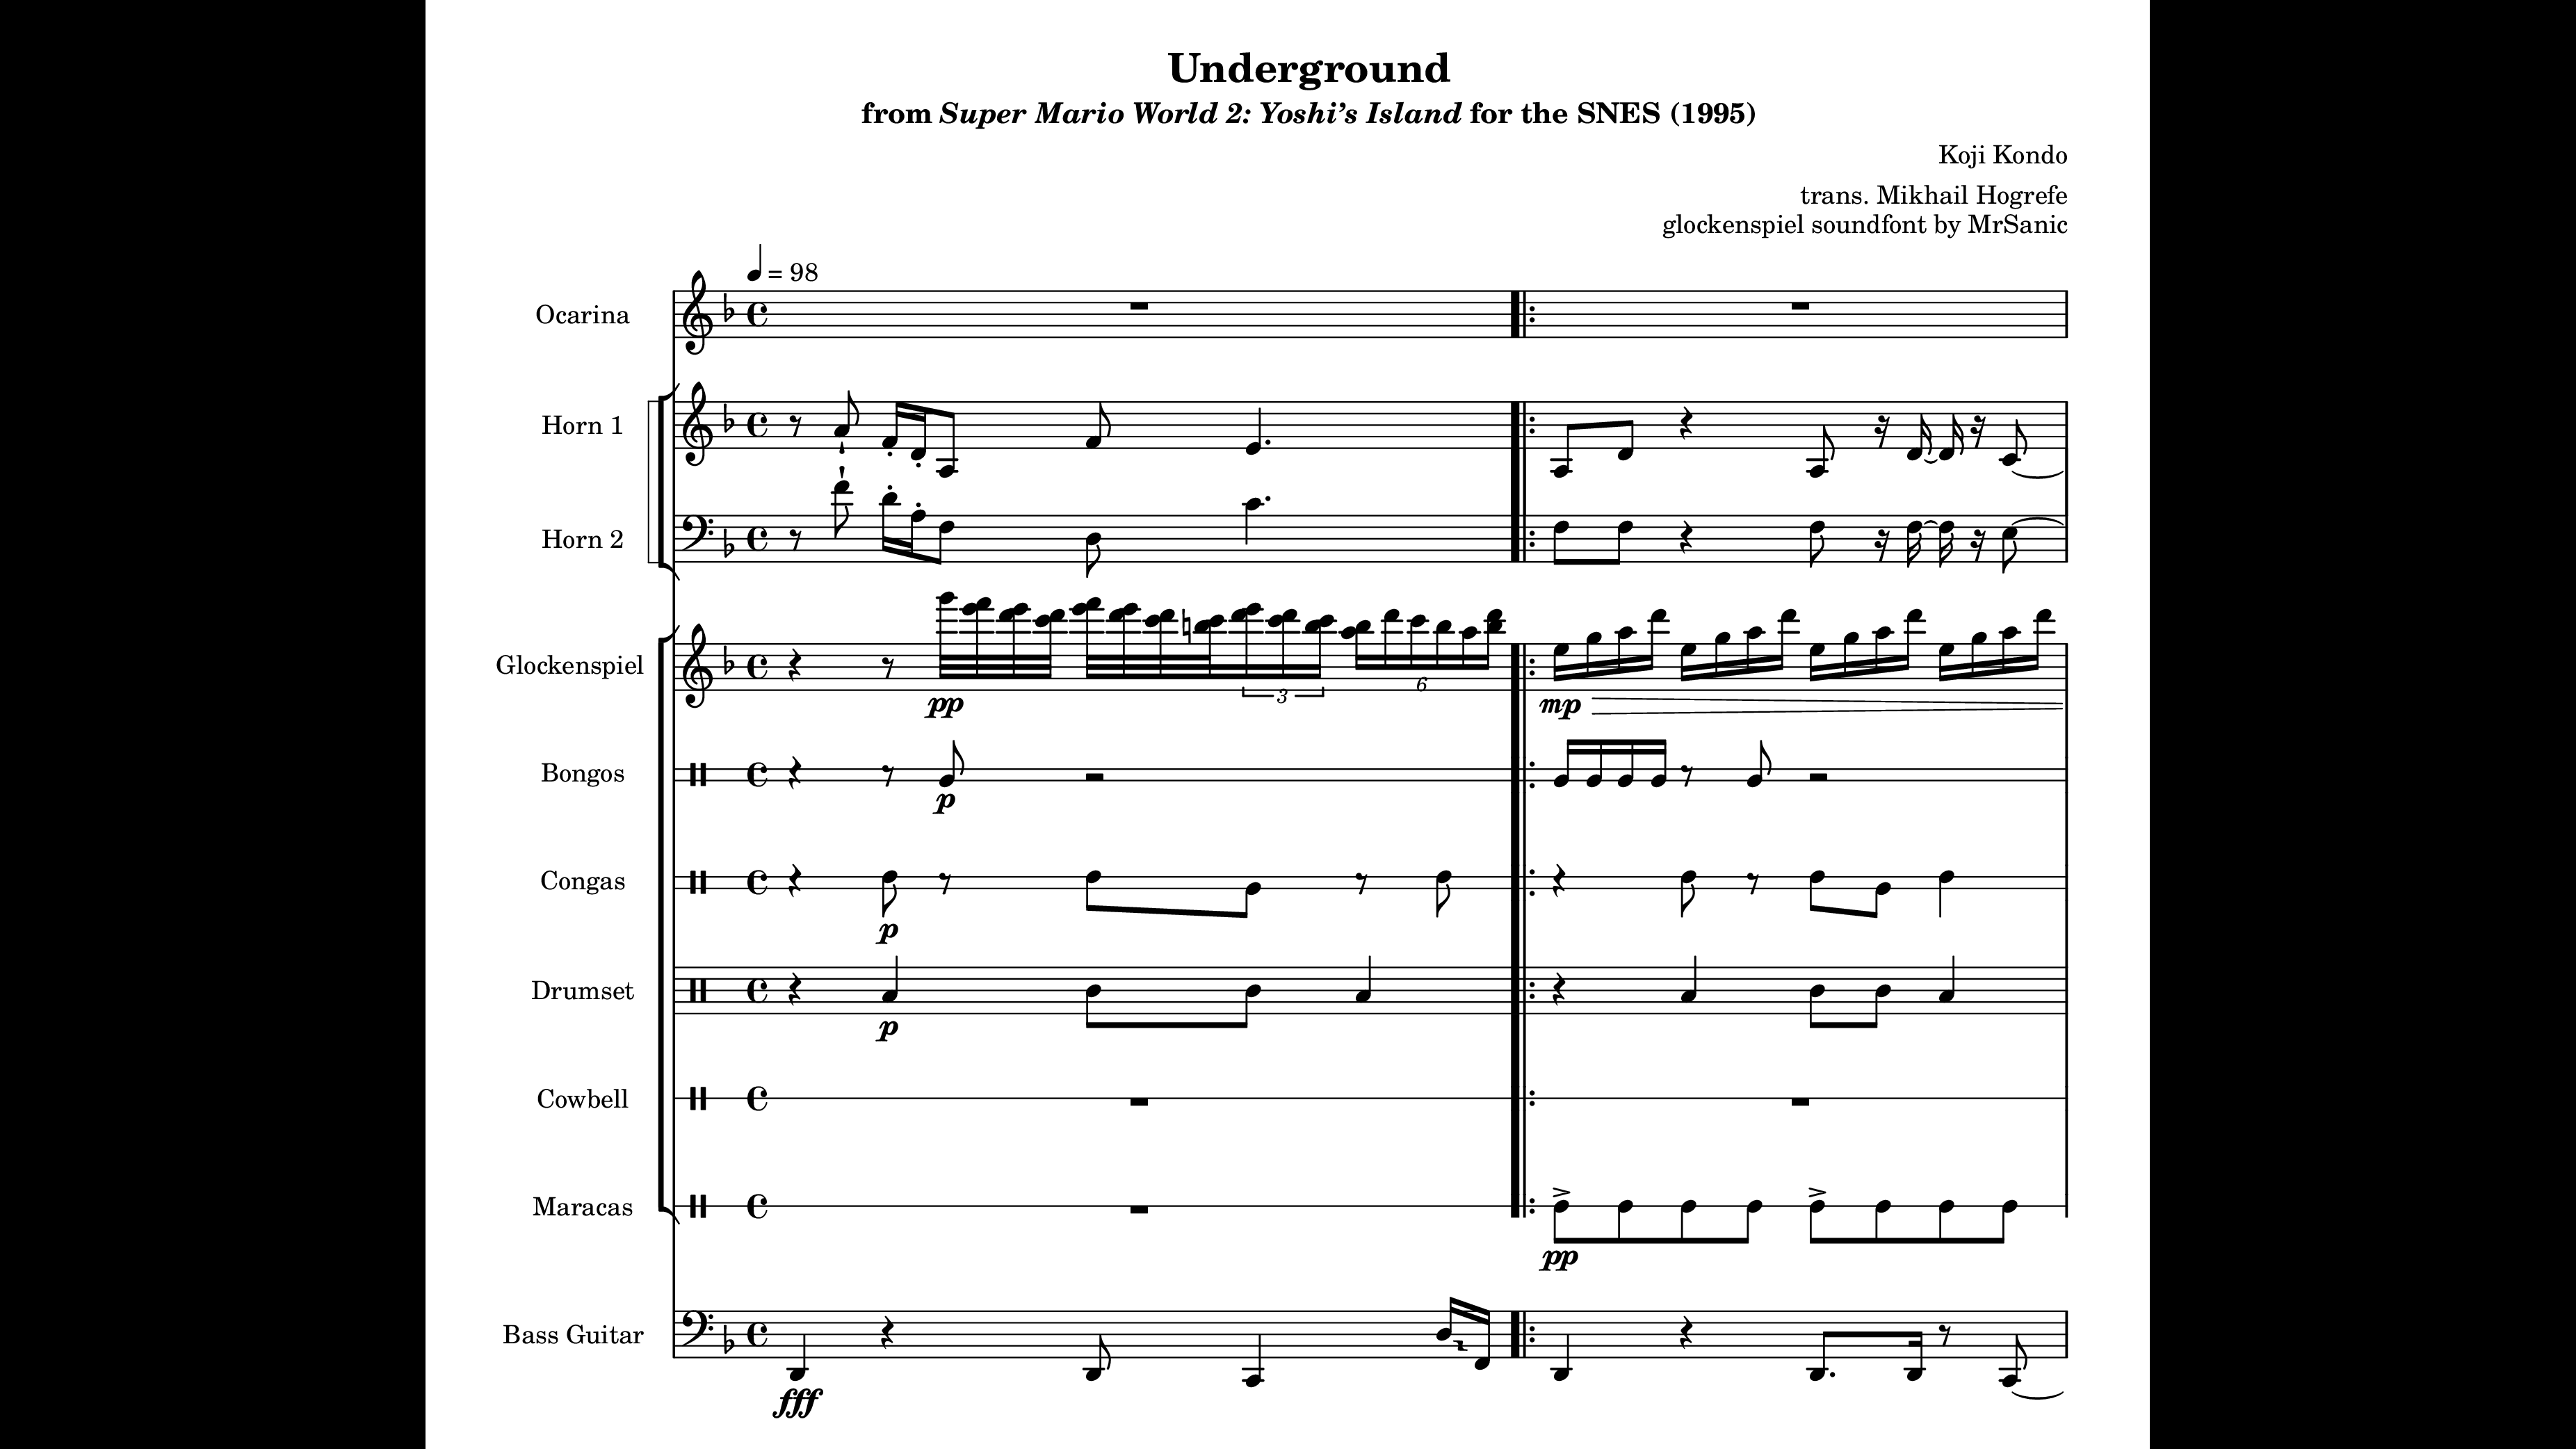 Underground
from Super Mario World 2: Yoshi’s Island for the SNES (1995)
Koji Kondo
trans. Mikhail Hogrefe
glockenspiel soundfont by MrSanic
= 98
Ocarina
Horn 1
Horn 2
Glockenspiel
3
6
pp
mp
Bongos
p
Congas
p
Drumset
p
Cowbell
Maracas
pp
Bass Guitar
fff